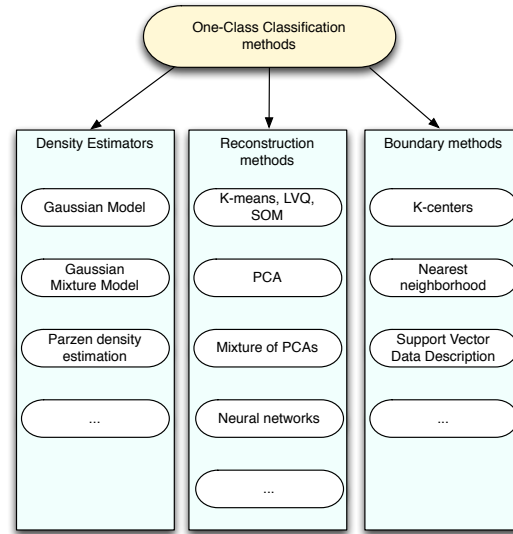 One-Class Classification
methods
Density Estimators
Gaussian Model
Gaussian
Mixture Model
Parzen density
estimation
...
Reconstruction
methods
K-means, LVQ,
SOM
PCA
Mixture of PCAs
Neural networks
...
Boundary methods
K-centers
Nearest
neighborhood
Support Vector
Data Description
...